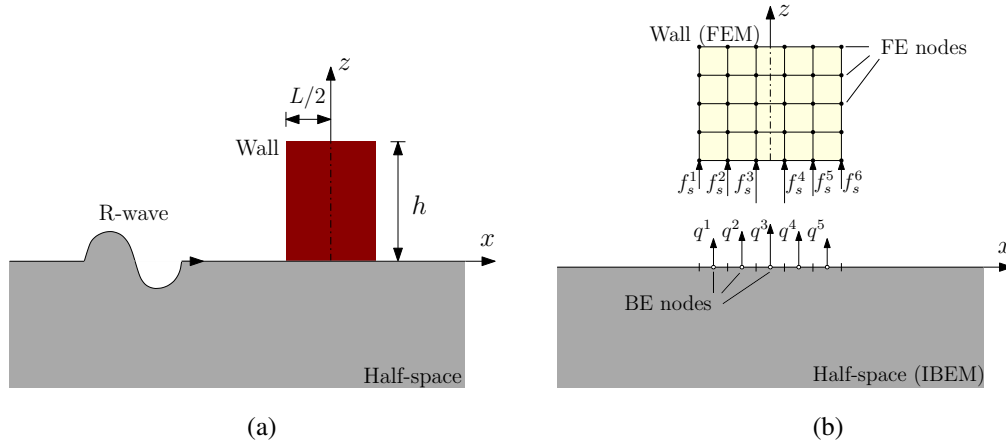 z
L/2
Wall
R-wave
h
x
Half-space
(a)
z
Wall (FEM)
FE nodes
f_s^1 f_s^2 f_s^3 f_s^4 f_s^5 f_s^6
q^1 q^2 q^3 q^4 q^5
x
BE nodes
Half-space (IBEM)
(b)